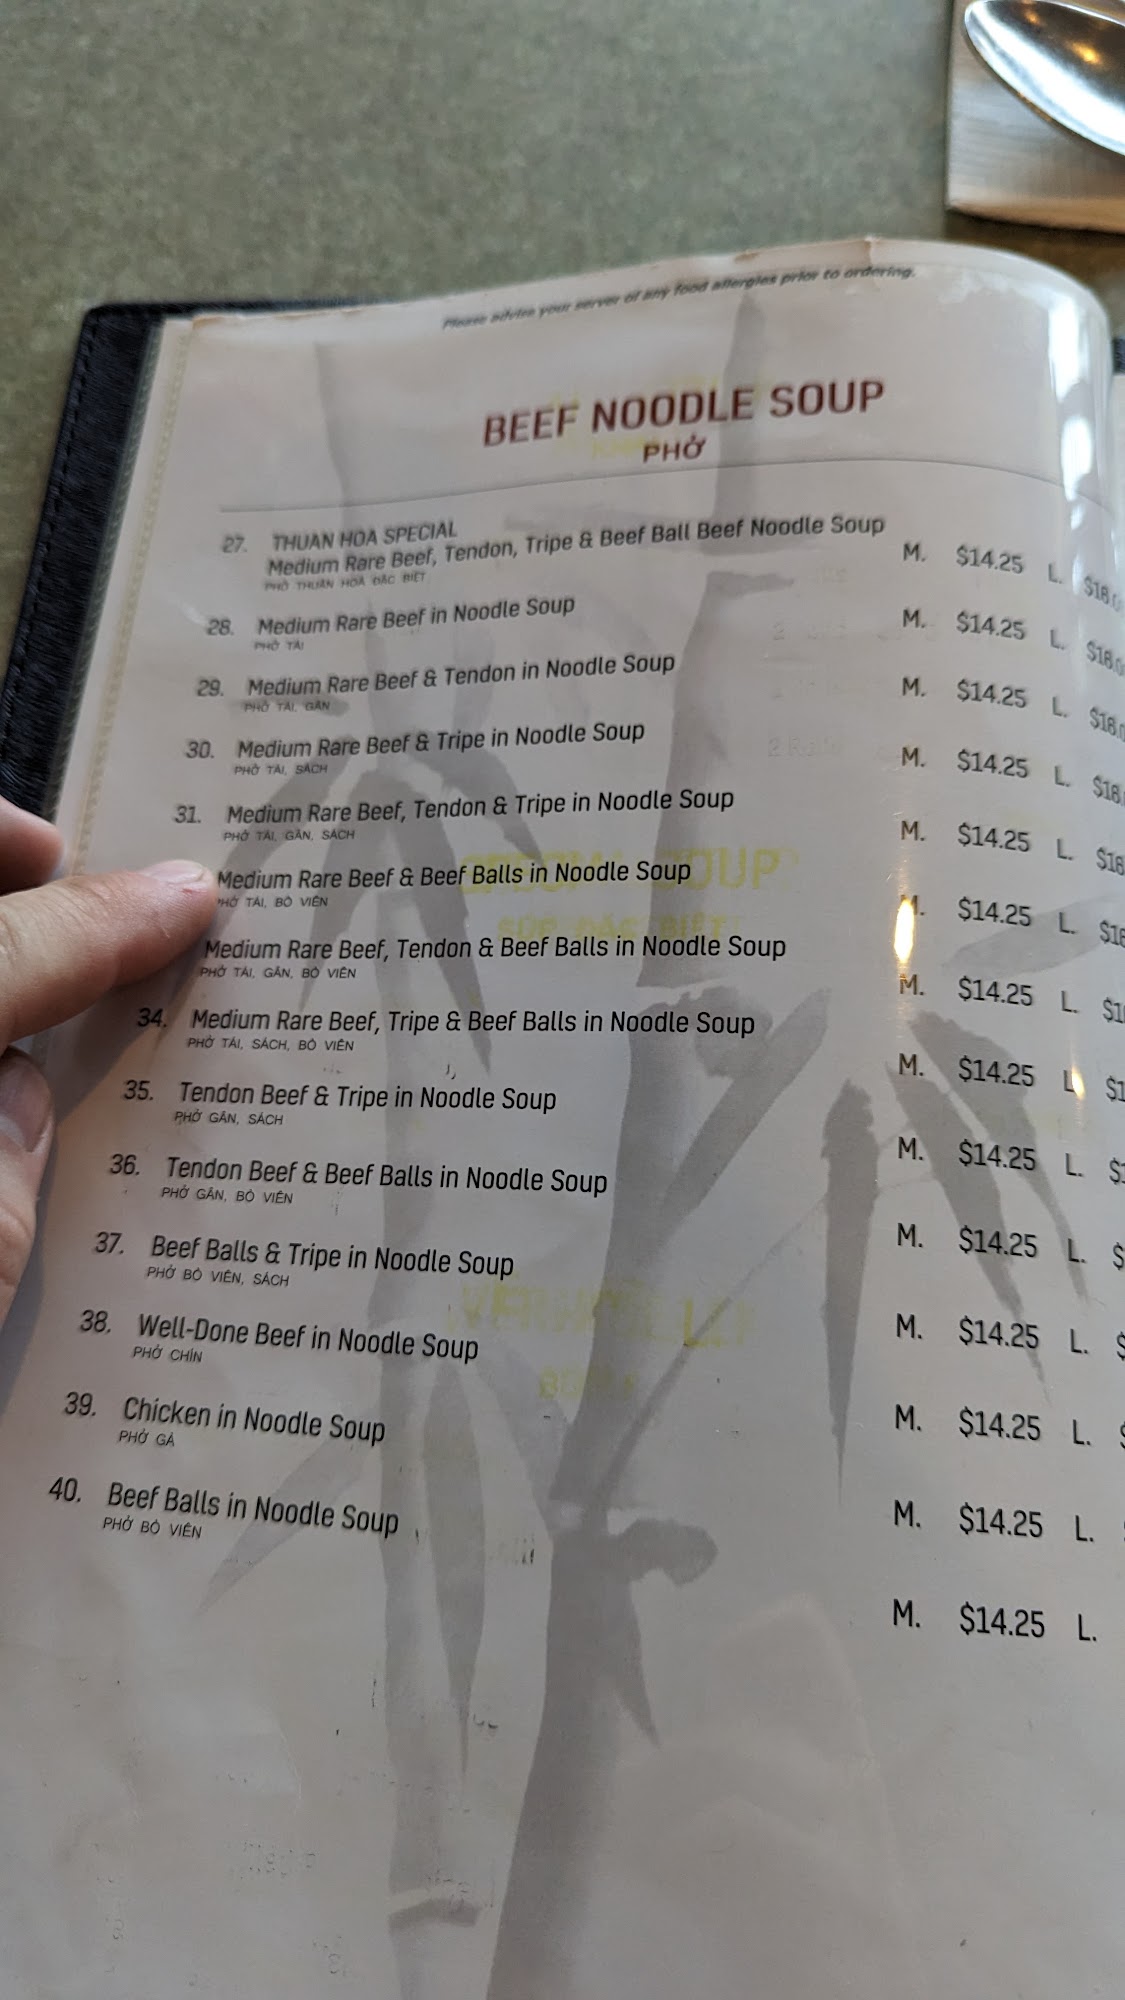 Please advise your server of any food allergies prior to ordering.
BEEF NOODLE SOUP
PHỞ
27. THUAN HOA SPECIAL
Medium Rare Beef, Tendon, Tripe & Beef Ball Beef Noodle Soup M. $14.25 L.
PHỞ THUẬN HOÁ ĐẶC BIỆT
28. Medium Rare Beef in Noodle Soup M. $14.25 L.
PHỞ TÁI
29. Medium Rare Beef & Tendon in Noodle Soup M. $14.25 L.
PHỞ TÁI, GÂN
30. Medium Rare Beef & Tripe in Noodle Soup M. $14.25 L.
PHỞ TÁI, SÁCH
31. Medium Rare Beef, Tendon & Tripe in Noodle Soup M. $14.25 L.
PHỞ TÁI, GÂN, SÁCH
Medium Rare Beef & Beef Balls in Noodle Soup M. $14.25 L.
PHỞ TÁI, BÒ VIÊN
Medium Rare Beef, Tendon & Beef Balls in Noodle Soup M. $14.25 L.
PHỞ TÁI, GÂN, BÒ VIÊN
34. Medium Rare Beef, Tripe & Beef Balls in Noodle Soup M. $14.25 L.
PHỞ TÁI, SÁCH, BÒ VIÊN
35. Tendon Beef & Tripe in Noodle Soup M. $14.25 L.
PHỞ GÂN, SÁCH
36. Tendon Beef & Beef Balls in Noodle Soup M. $14.25 L.
PHỞ GÂN, BÒ VIÊN
37. Beef Balls & Tripe in Noodle Soup M. $14.25 L.
PHỞ BÒ VIÊN, SÁCH
38. Well-Done Beef in Noodle Soup M. $14.25 L.
PHỞ CHÍN
39. Chicken in Noodle Soup M. $14.25 L.
PHỞ GÀ
40. Beef Balls in Noodle Soup M. $14.25 L.
PHỞ BÒ VIÊN